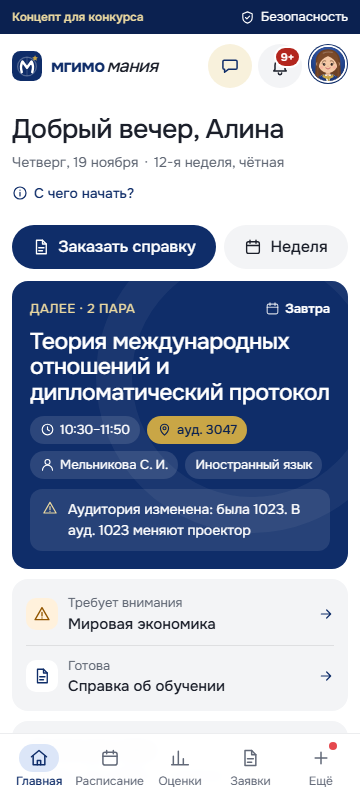 Концепт для конкурса
Безопасность
мгимо мания
9+
Добрый вечер, Алина
Четверг, 19 ноября · 12-я неделя, чётная
С чего начать?
Заказать справку
Неделя
ДАЛЕЕ · 2 ПАРА
Завтра
Теория международных
отношений и
дипломатический протокол
10:30–11:50
ауд. 3047
Мельникова С. И.
Иностранный язык
Аудитория изменена: была 1023. В
ауд. 1023 меняют проектор
Требует внимания
Мировая экономика
Готова
Справка об обучении
Главная
Расписание
Оценки
Заявки
Ещё